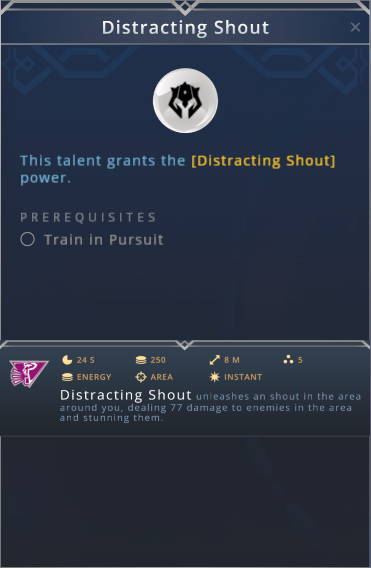 Distracting Shout
This talent grants the [Distracting Shout]
power.
PREREQUISITES
Train in Pursuit
24 S 250 8 M 5
ENERGY AREA INSTANT
Distracting Shout unleashes an shout in the area
around you, dealing 77 damage to enemies in the area
and stunning them.